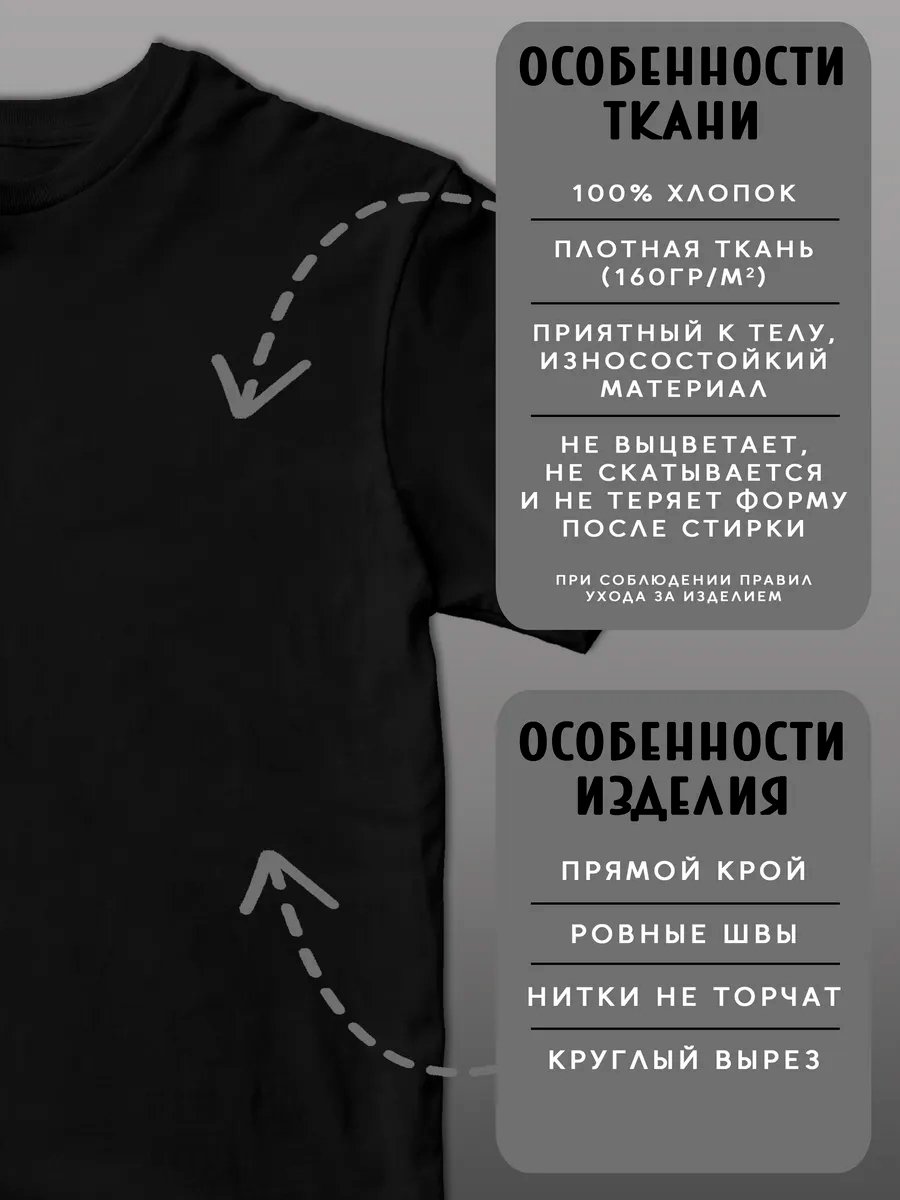 ОСОБЕННОСТИ
ТКАНИ
100% ХЛОПОК
ПЛОТНАЯ ТКАНЬ
(160ГР/М²)
ПРИЯТНЫЙ К ТЕЛУ,
ИЗНОСОСТОЙКИЙ
МАТЕРИАЛ
НЕ ВЫЦВЕТАЕТ,
НЕ СКАТЫВАЕТСЯ
И НЕ ТЕРЯЕТ ФОРМУ
ПОСЛЕ СТИРКИ
ПРИ СОБЛЮДЕНИИ ПРАВИЛ
УХОДА ЗА ИЗДЕЛИЕМ
ОСОБЕННОСТИ
ИЗДЕЛИЯ
ПРЯМОЙ КРОЙ
РОВНЫЕ ШВЫ
НИТКИ НЕ ТОРЧАТ
КРУГЛЫЙ ВЫРЕЗ